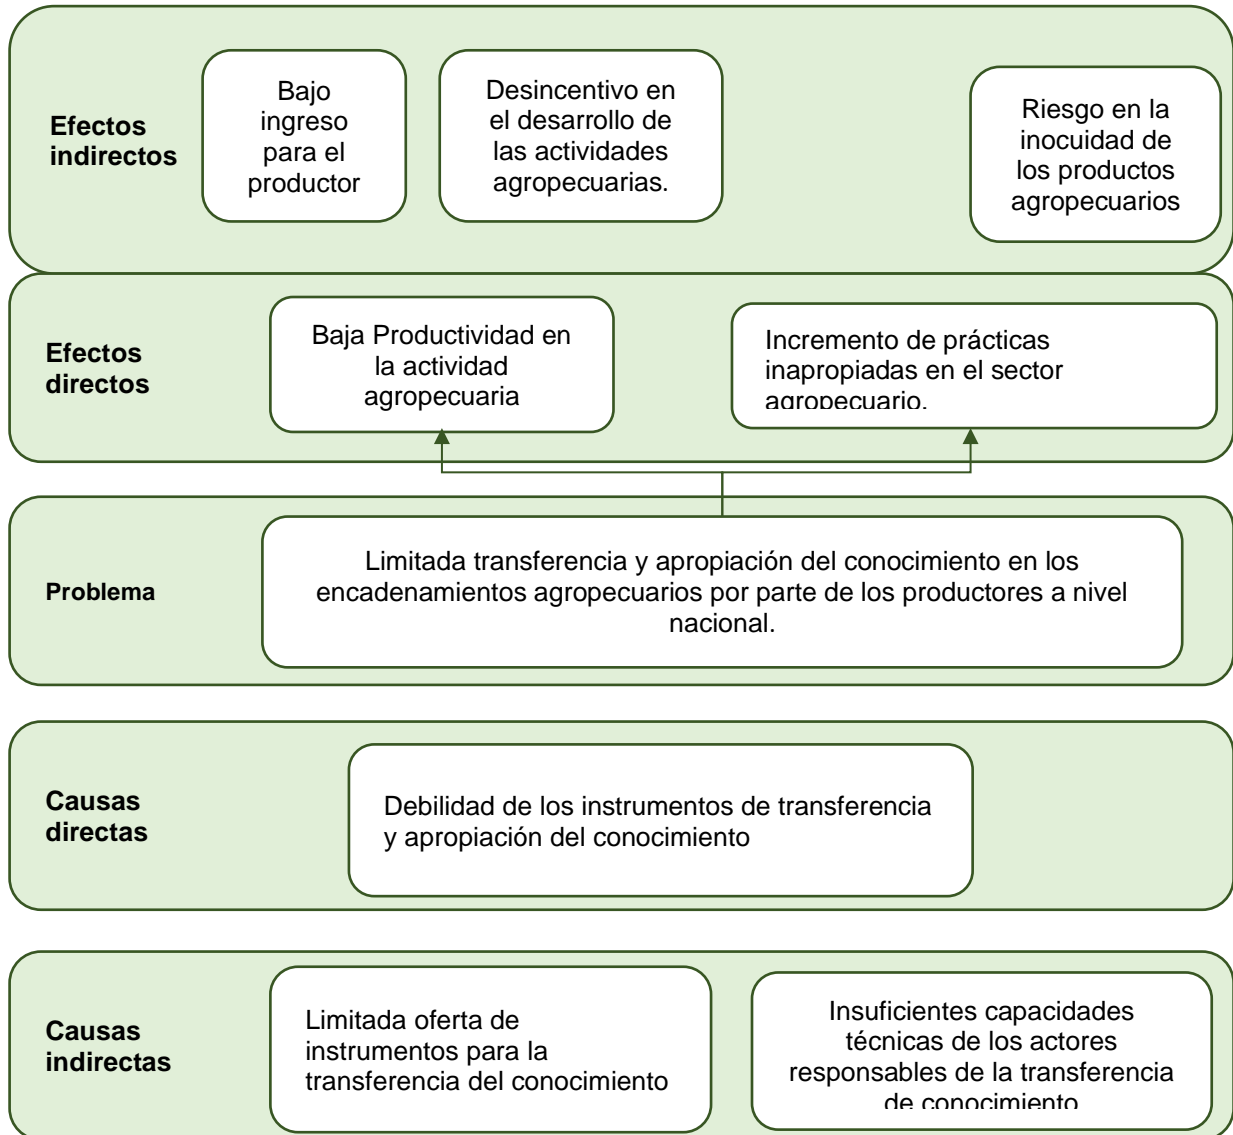 Efectos
indirectos
Bajo
ingreso
para el
productor
Desincentivo en
el desarrollo de
las actividades
agropecuarias.
Riesgo en la
inocuidad de
los productos
agropecuarios
Efectos
directos
Baja Productividad en
la actividad
agropecuaria
Incremento de prácticas
inapropiadas en el sector
agropecuario.
Problema
Limitada transferencia y apropiación del conocimiento en los
encadenamientos agropecuarios por parte de los productores a nivel
nacional.
Causas
directas
Debilidad de los instrumentos de transferencia
y apropiación del conocimiento
Causas
indirectas
Limitada oferta de
instrumentos para la
transferencia del conocimiento
Insuficientes capacidades
técnicas de los actores
responsables de la transferencia
de conocimiento